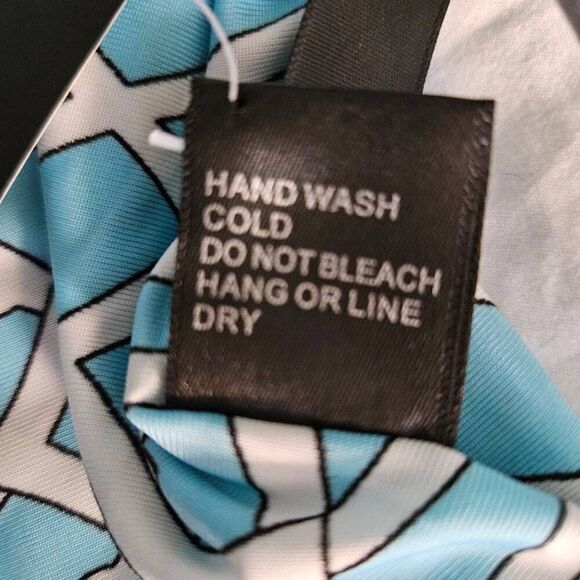 HAND WASH
COLD
DO NOT BLEACH
HANG OR LINE
DRY